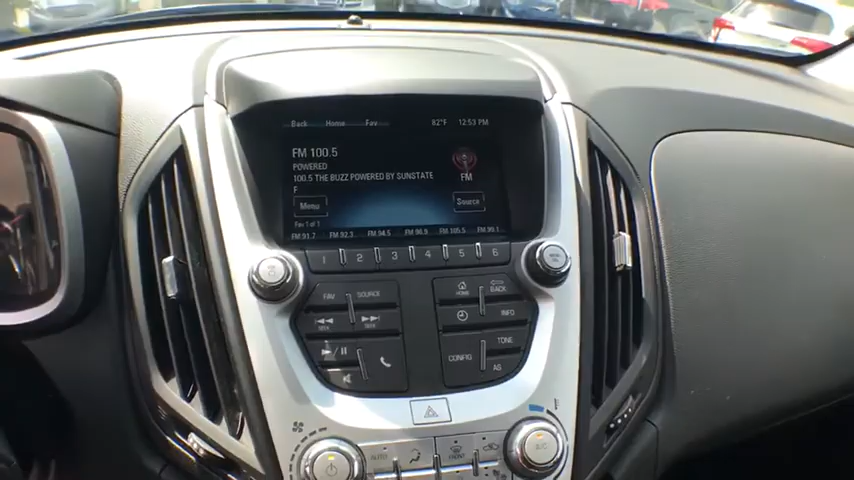 Back Home Fav 82°F 12:53 PM
FM 100.5
POWERED
100.5 THE BUZZ POWERED BY SUNSTATE
F
FM
Menu Source
Fav 1 of 1
FM 91.7 FM 92.3 FM 94.5 FM 98.9 FM 105.5 FM 99.1
1 2 3 4 5 6
FAV SOURCE BACK
SEEK SEEK INFO
TONE
CONFIG AS
AUTO FRONT
A/C